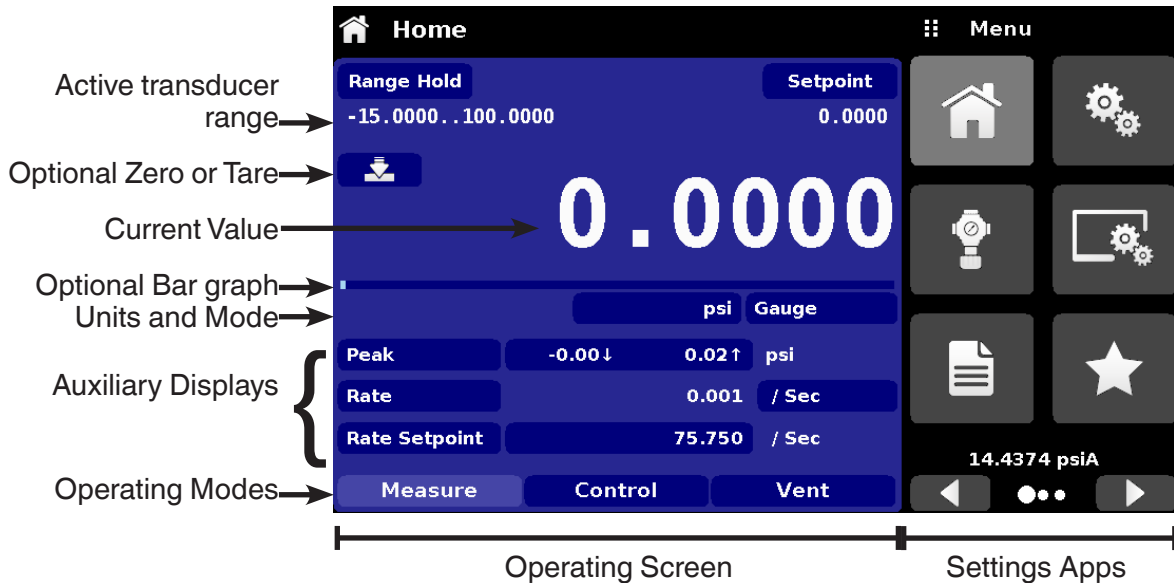 Home
Menu
Active transducer
range
Range Hold
Setpoint
-15.0000..100.0000
0.0000
Optional Zero or Tare
Current Value
0.0000
Optional Bar graph
Units and Mode
psi
Gauge
Auxiliary Displays
Peak
-0.00↓
0.02↑
psi
Rate
0.001
/ Sec
Rate Setpoint
75.750
/ Sec
14.4374 psiA
Operating Modes
Measure
Control
Vent
Operating Screen
Settings Apps